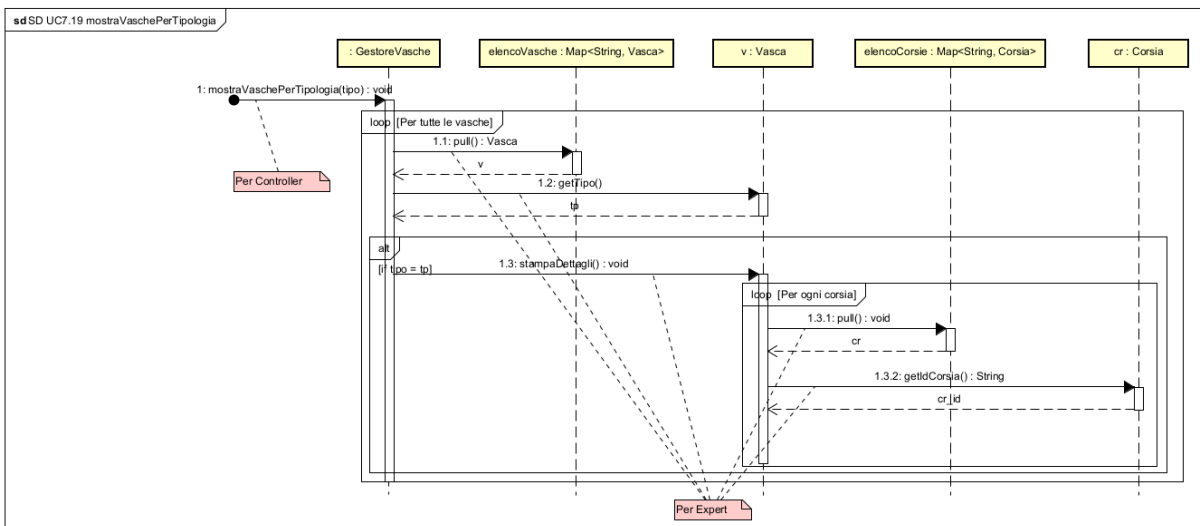 sd SD UC7.19 mostraVaschePerTipologia
: GestoreVasche
elencoVasche : Map<String, Vasca>
v : Vasca
elencoCorsie : Map<String, Corsia>
cr : Corsia
1: mostraVaschePerTipologia(tipo) : void
loop [Per tutte le vasche]
1.1: pull() : Vasca
v
Per Controller
1.2: getTipo()
tp
alt
[if tipo = tp]
1.3: stampaDettagli() : void
loop [Per ogni corsia]
1.3.1: pull() : void
cr
1.3.2: getIdCorsia() : String
cr_id
Per Expert